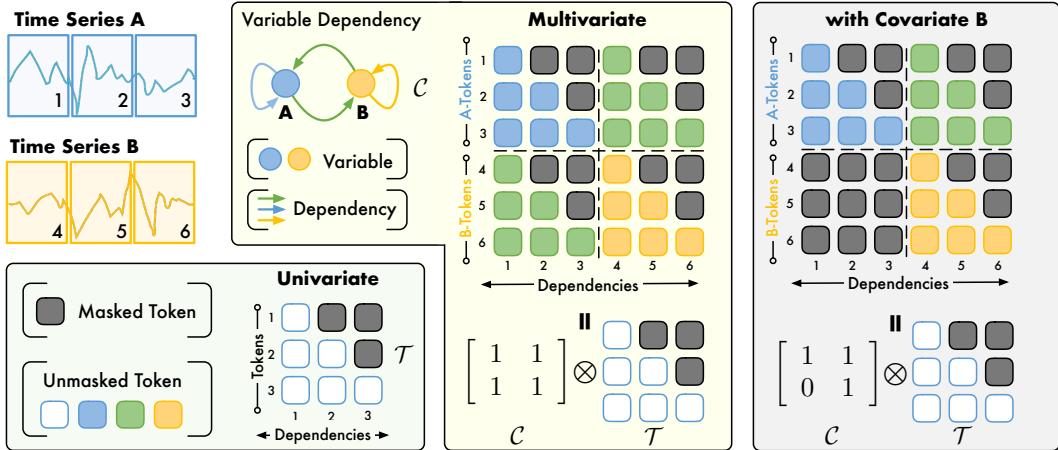 Time Series A
1 2 3
Time Series B
4 5 6
Variable Dependency
A B C
Variable
Dependency
Masked Token
Unmasked Token
Univariate
Tokens
1
2
3
T
1 2 3
Dependencies
Multivariate
A-Tokens
1
2
3
B-Tokens
4
5
6
1 2 3 4 5 6
Dependencies
=
1 1
1 1
⊗
C T
with Covariate B
A-Tokens
1
2
3
B-Tokens
4
5
6
1 2 3 4 5 6
Dependencies
=
1 1
0 1
⊗
C T